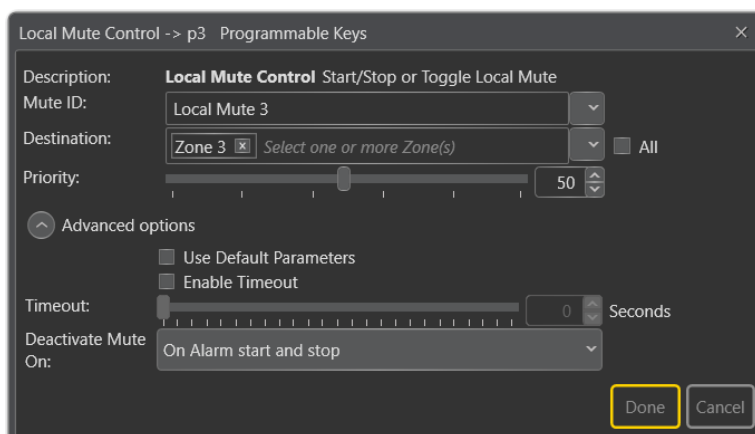 Local Mute Control -> p3   Programmable Keys
Description: Local Mute Control Start/Stop or Toggle Local Mute
Mute ID: Local Mute 3
Destination: Zone 3 Select one or more Zone(s) All
Priority: 50
Advanced options
Use Default Parameters
Enable Timeout
Timeout: 0 Seconds
Deactivate Mute
On: On Alarm start and stop
Done Cancel